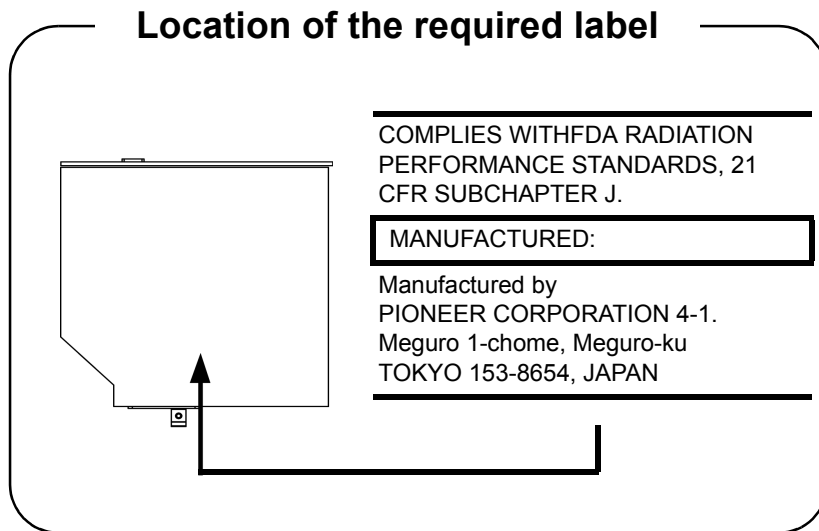 Location of the required label
COMPLIES WITHFDA RADIATION
PERFORMANCE STANDARDS, 21
CFR SUBCHAPTER J.
MANUFACTURED:
Manufactured by
PIONEER CORPORATION 4-1.
Meguro 1-chome, Meguro-ku
TOKYO 153-8654, JAPAN